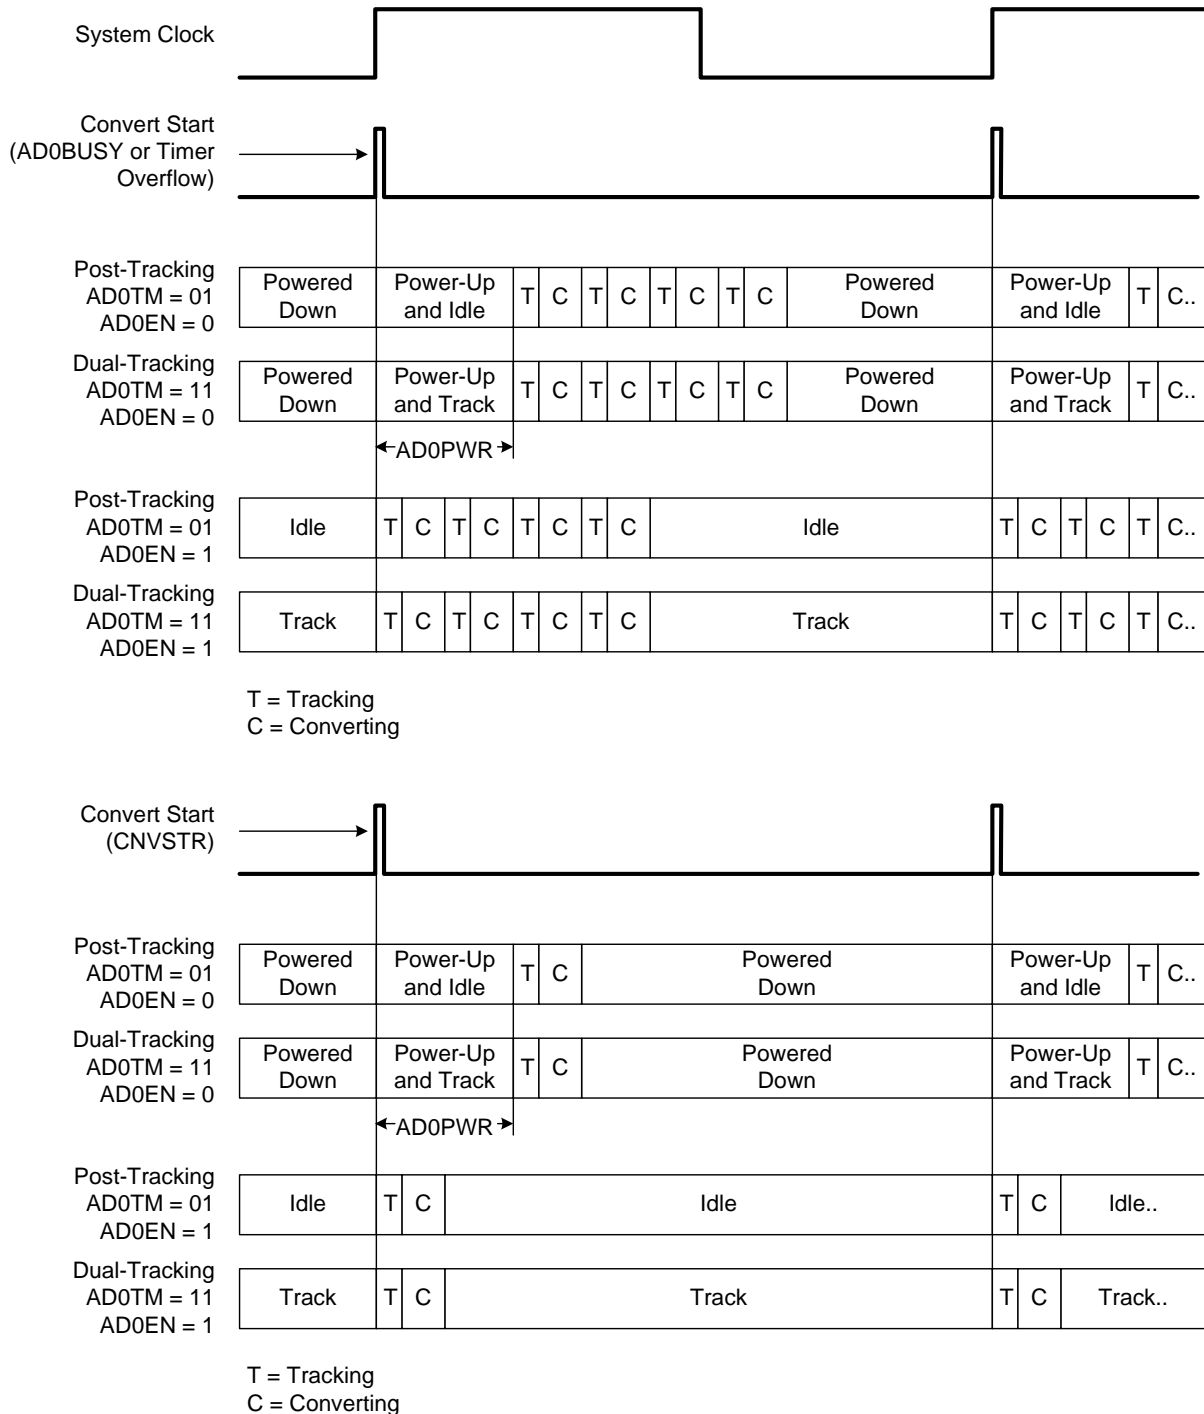 System Clock
Convert Start
(AD0BUSY or Timer
Overflow)
Post-Tracking
AD0TM = 01
AD0EN = 0
Powered
Down
Power-Up
and Idle
T C T C T C T C
Powered
Down
Power-Up
and Idle
T C..
Dual-Tracking
AD0TM = 11
AD0EN = 0
Powered
Down
Power-Up
and Track
T C T C T C T C
Powered
Down
Power-Up
and Track
T C..
AD0PWR
Post-Tracking
AD0TM = 01
AD0EN = 1
Idle T C T C T C T C Idle T C T C T C..
Dual-Tracking
AD0TM = 11
AD0EN = 1
Track T C T C T C T C Track T C T C T C..
T = Tracking
C = Converting
Convert Start
(CNVSTR)
Post-Tracking
AD0TM = 01
AD0EN = 0
Powered
Down
Power-Up
and Idle
T C
Powered
Down
Power-Up
and Idle
T C..
Dual-Tracking
AD0TM = 11
AD0EN = 0
Powered
Down
Power-Up
and Track
T C
Powered
Down
Power-Up
and Track
T C..
AD0PWR
Post-Tracking
AD0TM = 01
AD0EN = 1
Idle T C Idle T C Idle..
Dual-Tracking
AD0TM = 11
AD0EN = 1
Track T C Track T C Track..
T = Tracking
C = Converting